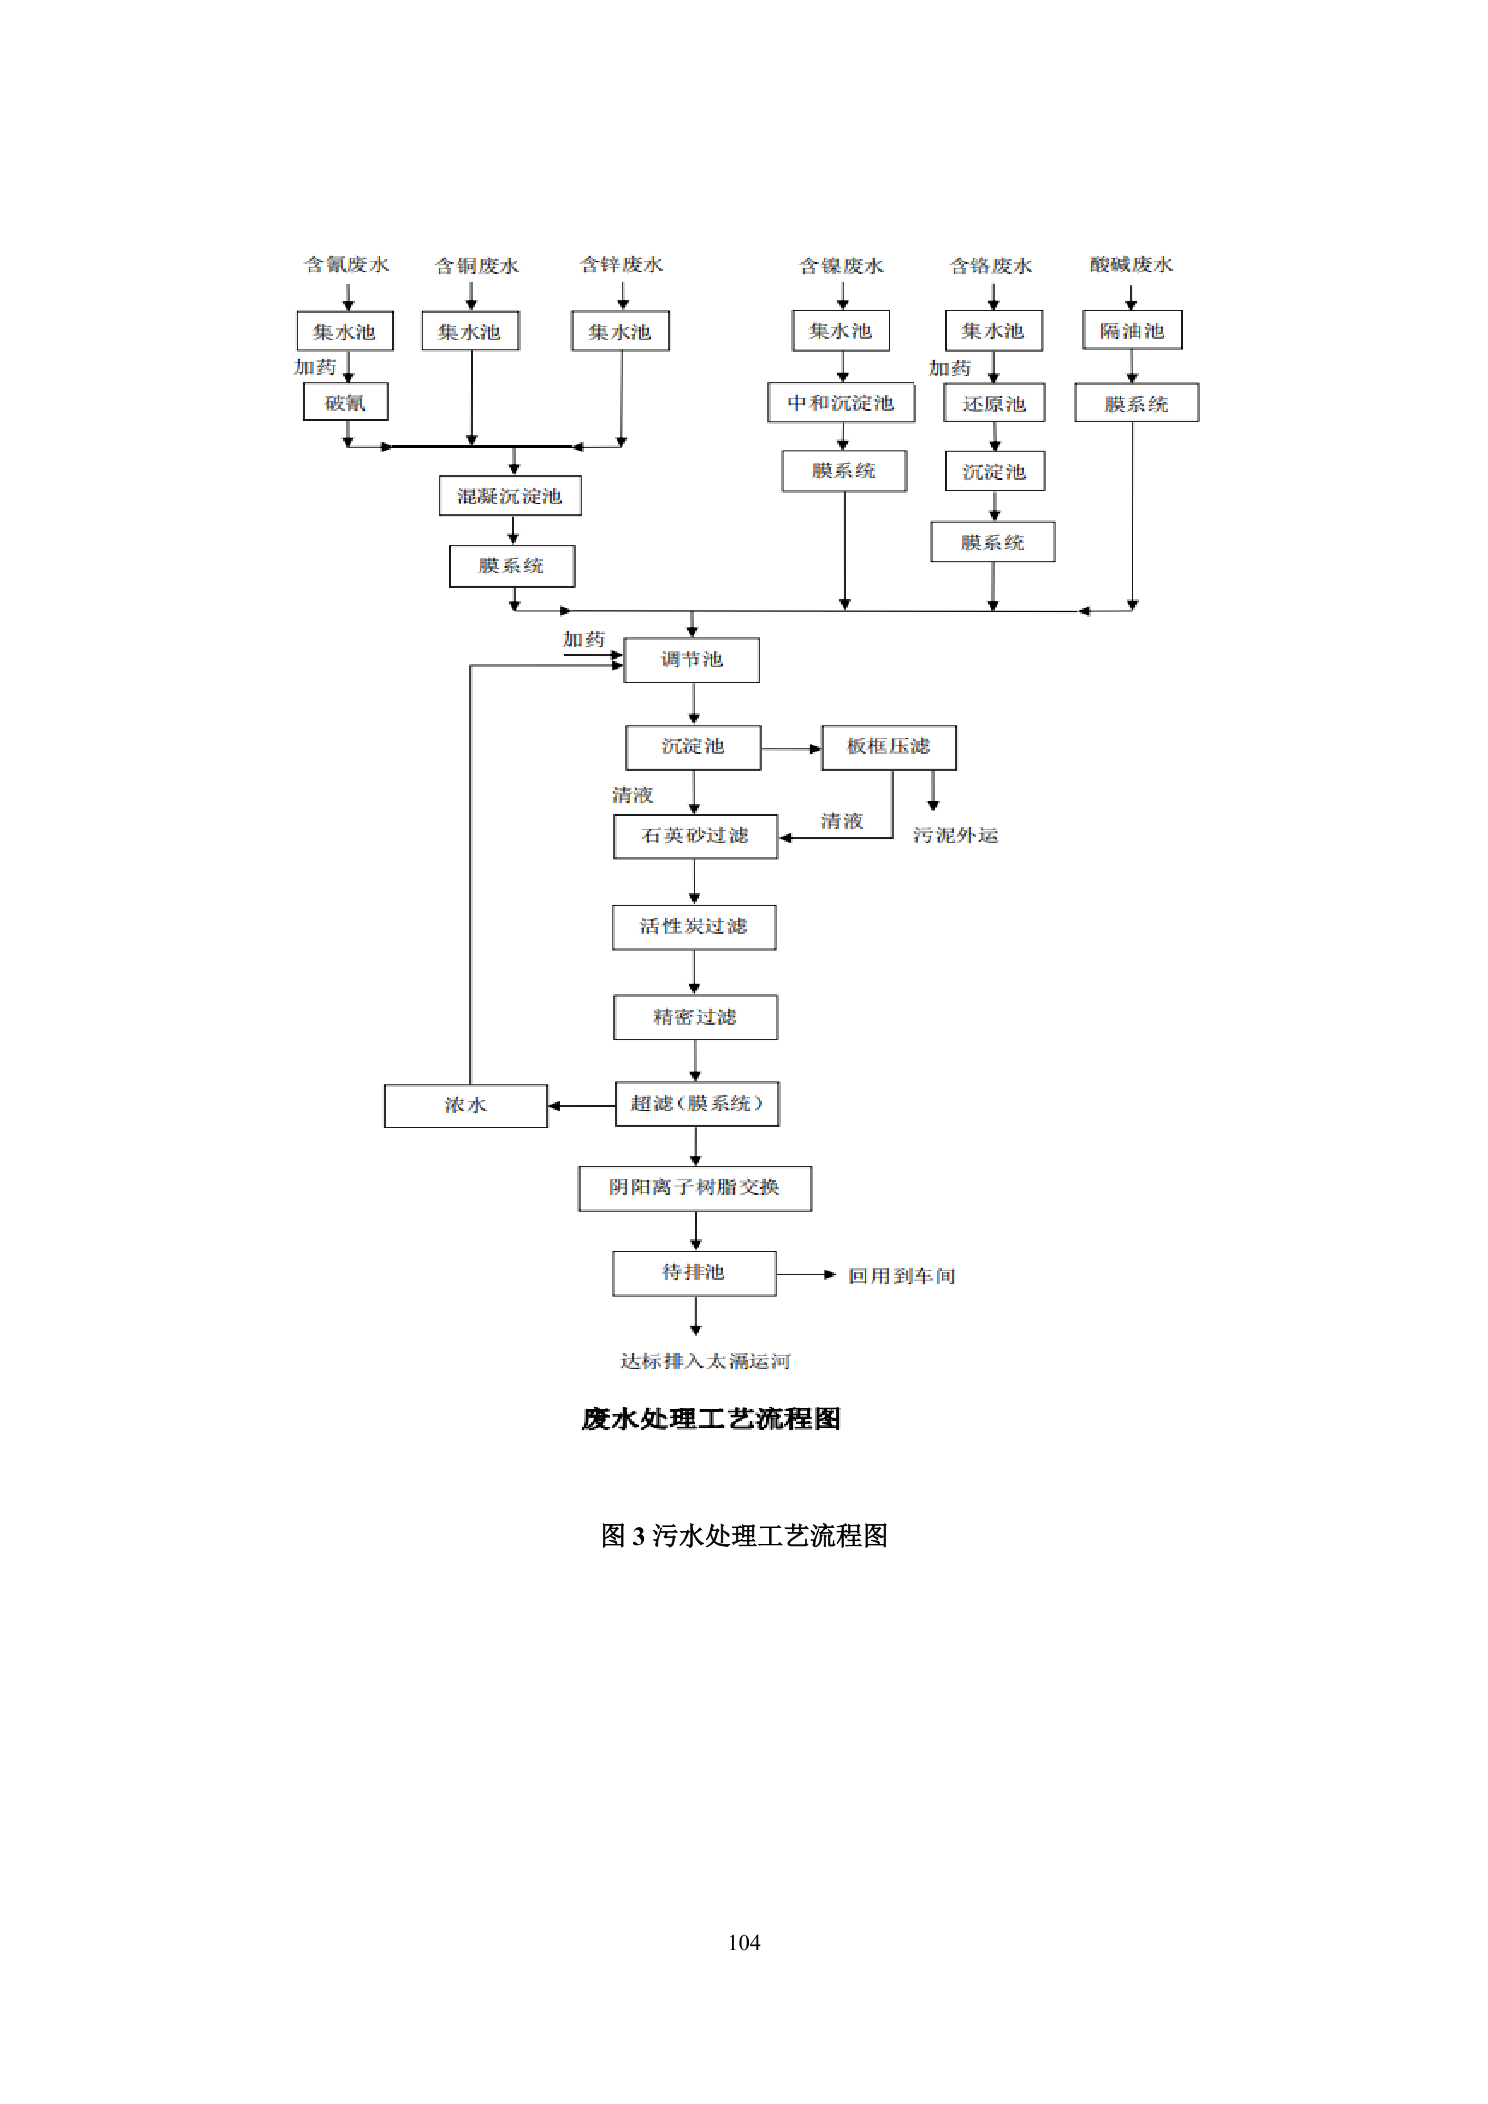 含氰废水 含铜废水 含锌废水 含镍废水 含铬废水 酸碱废水
集水池 集水池 集水池 集水池 集水池 隔油池
加药 加药
破氰 中和沉淀池 还原池 膜系统
膜系统 沉淀池
混凝沉淀池
膜系统
膜系统
加药
调节池
沉淀池 板框压滤
清液
清液
石英砂过滤 污泥外运
活性炭过滤
精密过滤
浓水 超滤（膜系统）
阴阳离子树脂交换
待排池 回用到车间
达标排入太滆运河
废水处理工艺流程图
图 3 污水处理工艺流程图
104